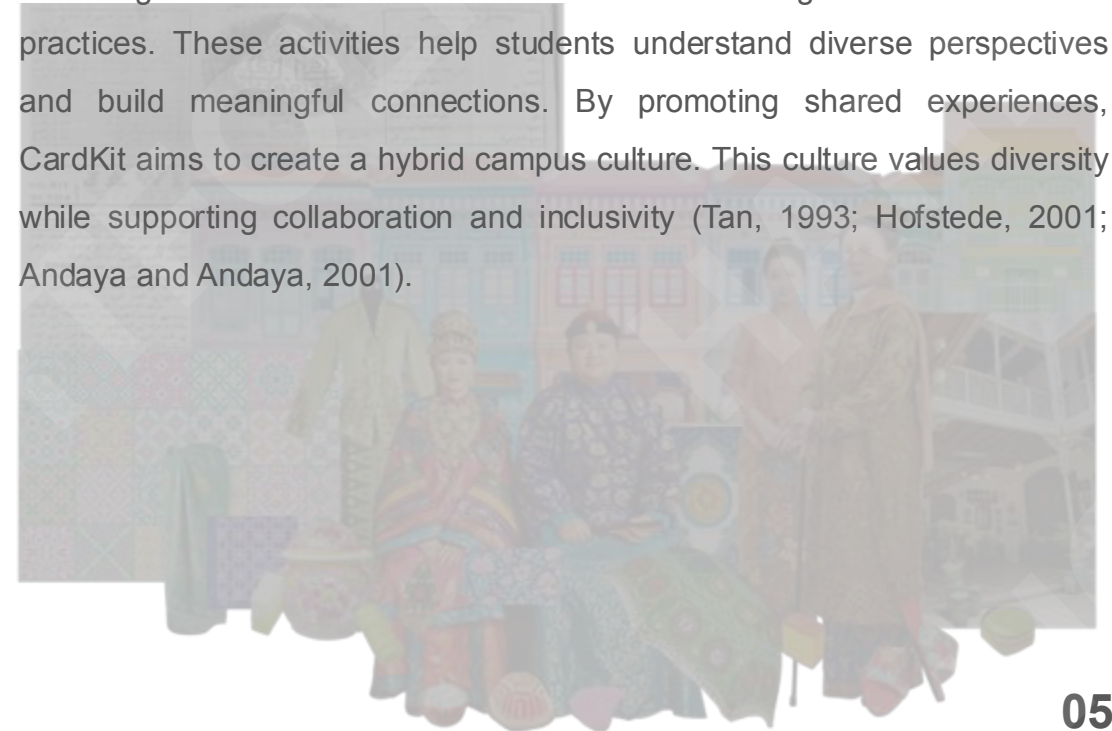 practices. These activities help students understand diverse perspectives
and build meaningful connections. By promoting shared experiences,
CardKit aims to create a hybrid campus culture. This culture values diversity
while supporting collaboration and inclusivity (Tan, 1993; Hofstede, 2001;
Andaya and Andaya, 2001).
05